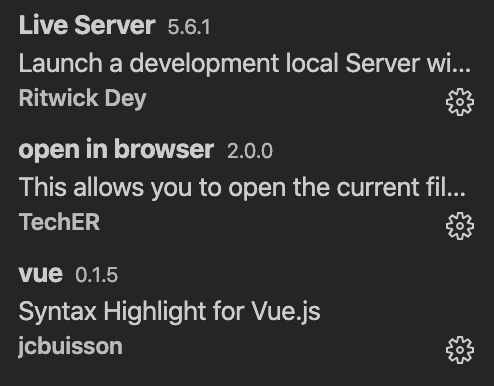 Live Server 5.6.1
Launch a development local Server wi...
Ritwick Dey
open in browser 2.0.0
This allows you to open the current fil...
TechER
vue 0.1.5
Syntax Highlight for Vue.js
jcbuisson